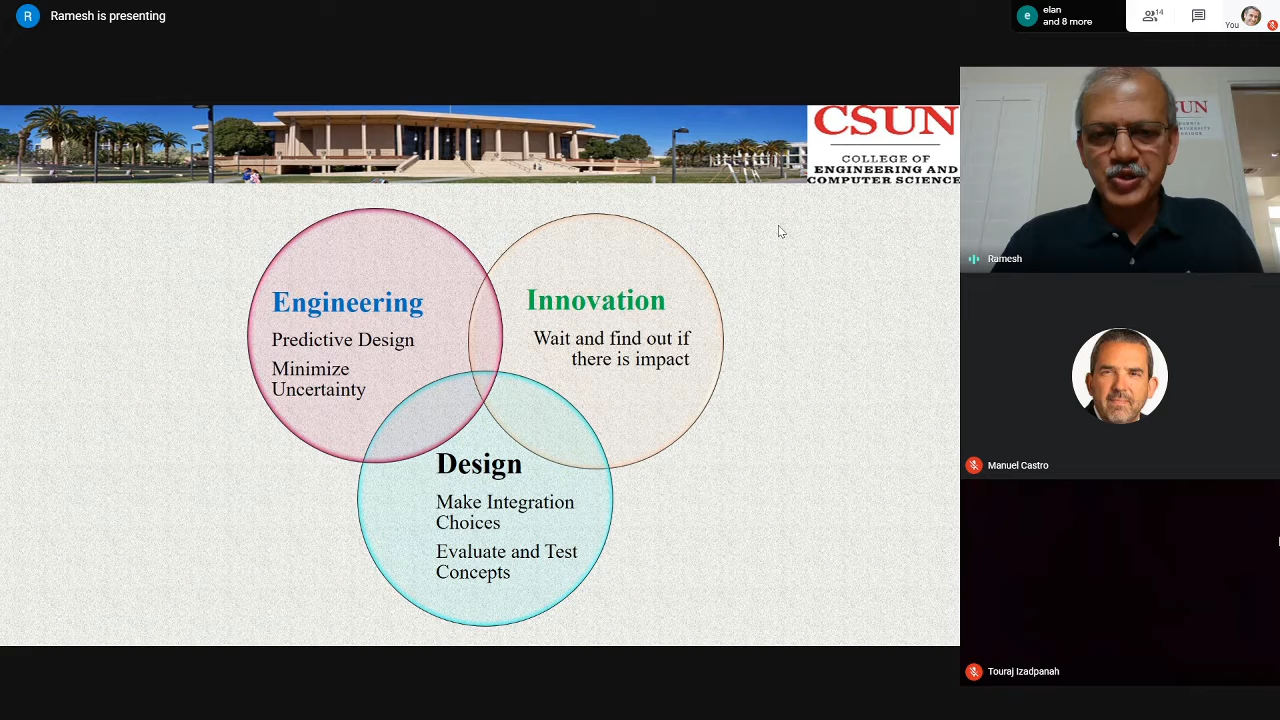 R
Ramesh is presenting
e
elan
and 8 more
14
You
CSUN
COLLEGE OF
ENGINEERING AND
COMPUTER SCIENCE
Engineering
Predictive Design
Minimize
Uncertainty
Innovation
Wait and find out if
there is impact
Design
Make Integration
Choices
Evaluate and Test
Concepts
Ramesh
Manuel Castro
Touraj Izadpanah